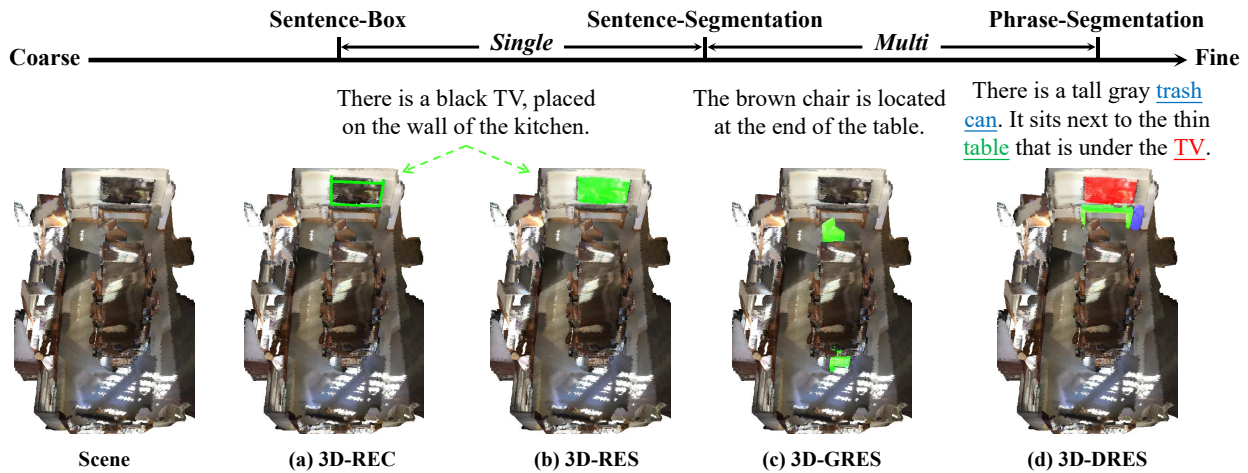 Sentence-Box
Sentence-Segmentation
Phrase-Segmentation
Single
Multi
Coarse
Fine
There is a black TV, placed
on the wall of the kitchen.
The brown chair is located
at the end of the table.
There is a tall gray trash
can. It sits next to the thin
table that is under the TV.
Scene
(a) 3D-REC
(b) 3D-RES
(c) 3D-GRES
(d) 3D-DRES